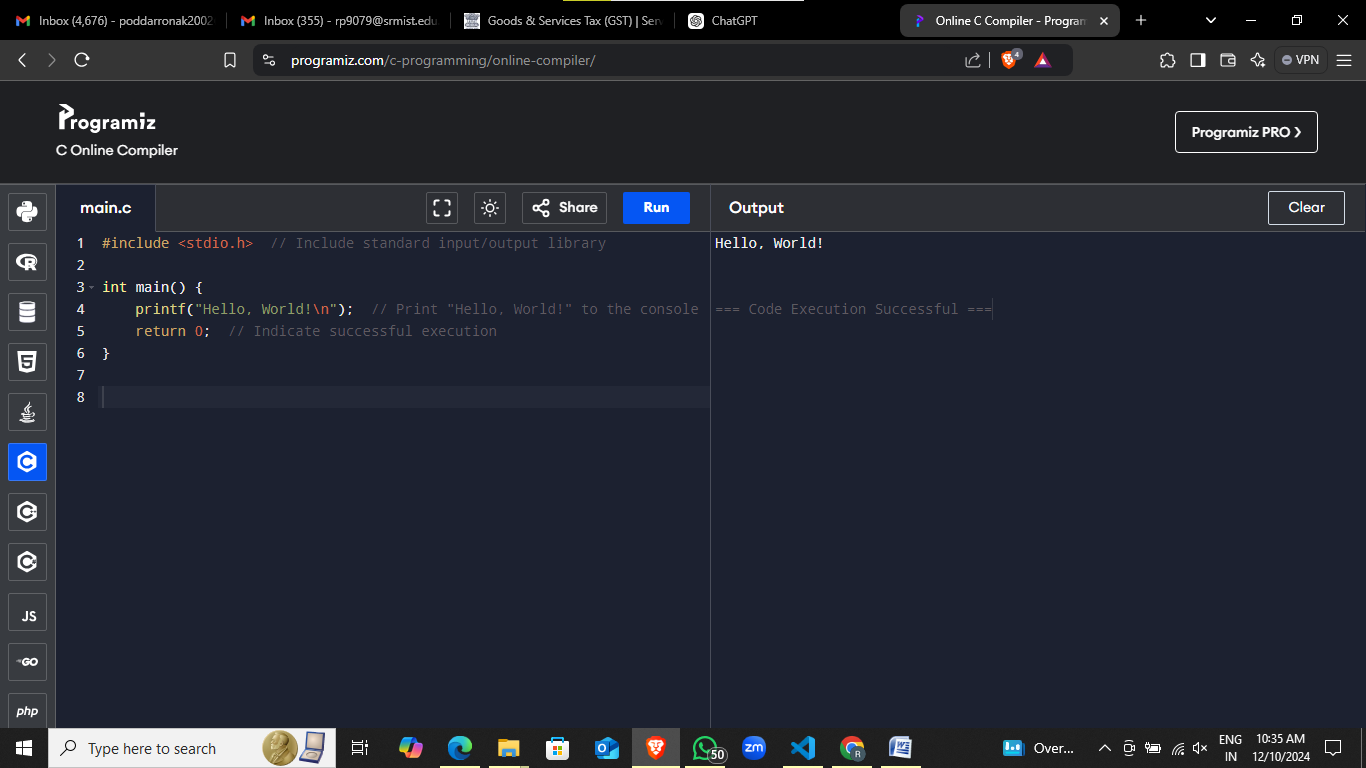 Inbox (4,676) - poddarronak2002
Inbox (355) - rp9079@srmist.edu
Goods & Services Tax (GST) | Ser
ChatGPT
Online C Compiler - Program
programiz.com/c-programming/online-compiler/
4
VPN
Programiz
C Online Compiler
Programiz PRO >
main.c
Share
Run
Output
Clear
1 #include <stdio.h>  // Include standard input/output library
2
3 int main() {
4     printf("Hello, World!\n");  // Print "Hello, World!" to the console
5     return 0;  // Indicate successful execution
6 }
7
8
Hello, World!
=== Code Execution Successful ===
R
5
C
C
C
JS
GO
php
Type here to search
50
zm
R
W
Over...
ENG
IN
10:35 AM
12/10/2024